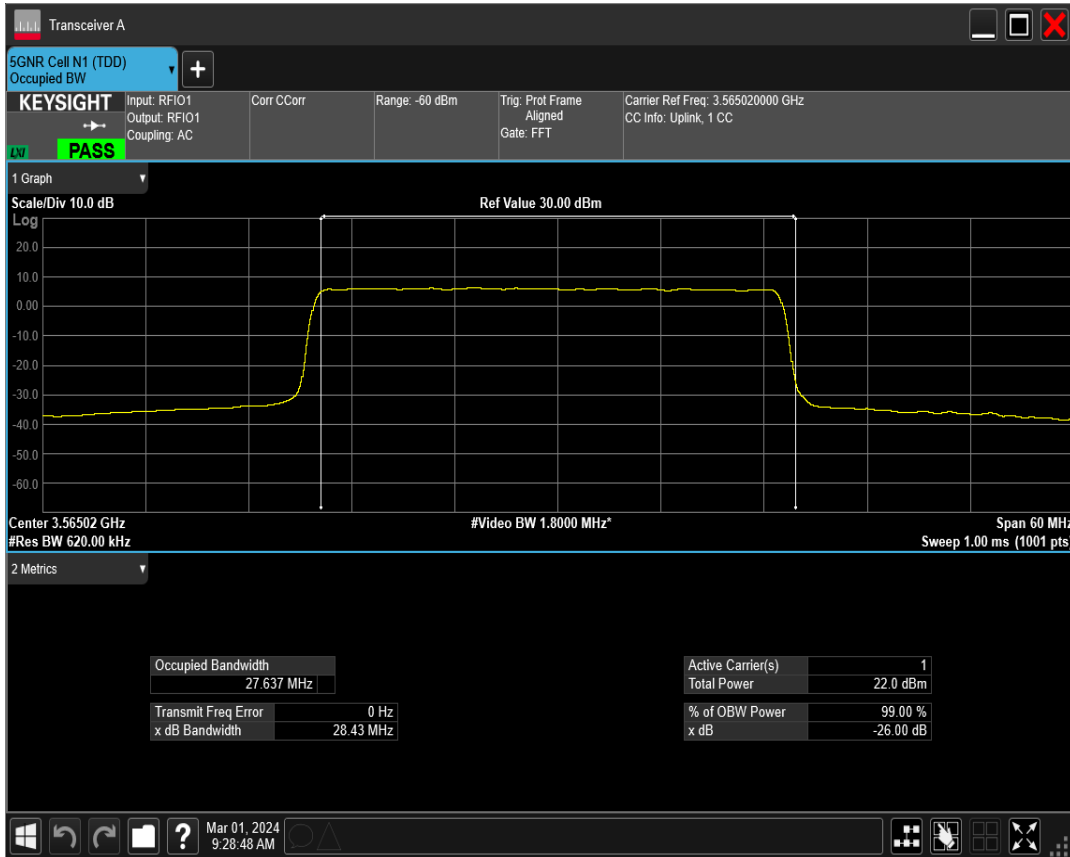 Transceiver A
5GNR Cell N1 (TDD)
Occupied BW
+
KEYSIGHT
LXI
PASS
Input: RFIO1
Output: RFIO1
Coupling: AC
Corr CCorr
Range: -60 dBm
Trig: Prot Frame
Aligned
Gate: FFT
Carrier Ref Freq: 3.565020000 GHz
CC Info: Uplink, 1 CC
1 Graph
Scale/Div 10.0 dB
Ref Value 30.00 dBm
Log
20.0
10.0
0.00
-10.0
-20.0
-30.0
-40.0
-50.0
-60.0
Center 3.56502 GHz
#Video BW 1.8000 MHz*
Span 60 MHz
#Res BW 620.00 kHz
Sweep 1.00 ms (1001 pts)
2 Metrics
Occupied Bandwidth
27.637 MHz
Transmit Freq Error 0 Hz
x dB Bandwidth 28.43 MHz
Active Carrier(s) 1
Total Power 22.0 dBm
% of OBW Power 99.00 %
x dB -26.00 dB
?
Mar 01, 2024
9:28:48 AM